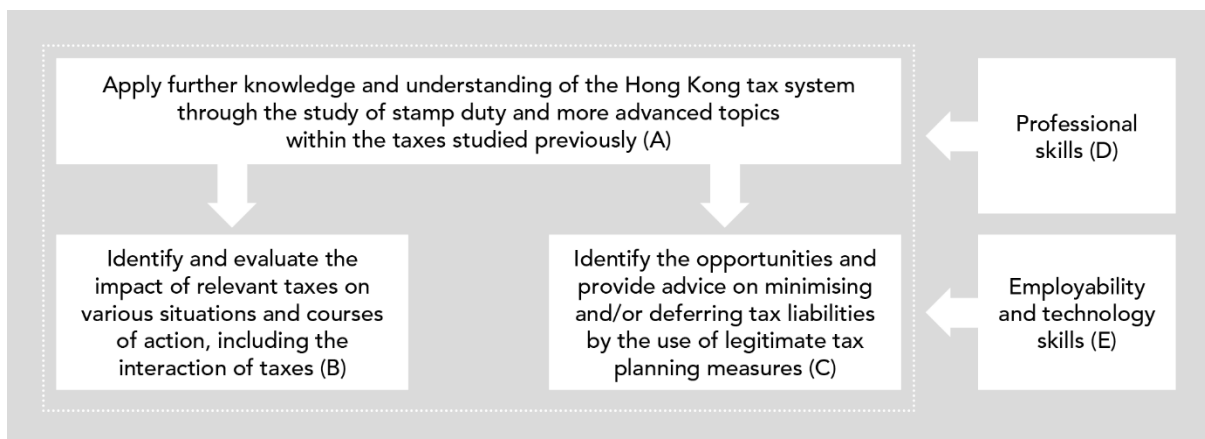 Apply further knowledge and understanding of the Hong Kong tax system
through the study of stamp duty and more advanced topics
within the taxes studied previously (A)
Professional
skills (D)
Identify and evaluate the
impact of relevant taxes on
various situations and courses
of action, including the
interaction of taxes (B)
Identify the opportunities and
provide advice on minimising
and/or deferring tax liabilities
by the use of legitimate tax
planning measures (C)
Employability
and technology
skills (E)